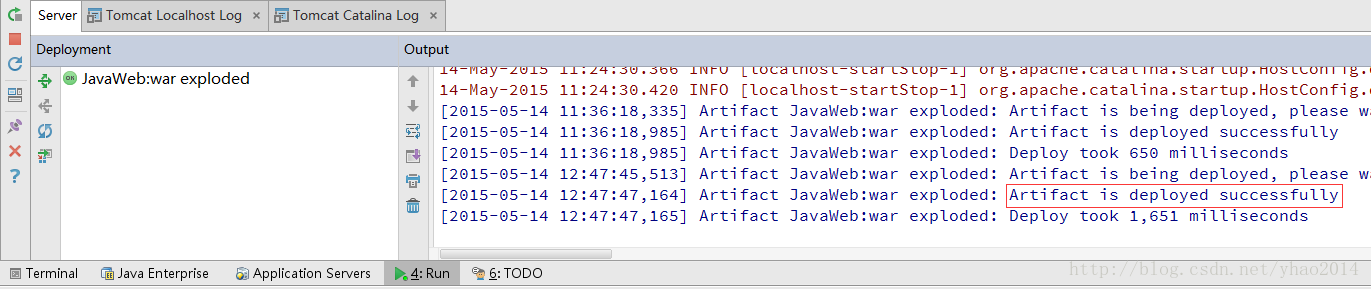 Server Tomcat Localhost Log Tomcat Catalina Log
Deployment
Output
ON JavaWeb:war exploded
14-May-2015 11:24:30.366 INFO [localhost-startStop-1] org.apache.catalina.startup.HostConfig.
14-May-2015 11:24:30.420 INFO [localhost-startStop-1] org.apache.catalina.startup.HostConfig.
[2015-05-14 11:36:18,335] Artifact JavaWeb:war exploded: Artifact is being deployed, please
[2015-05-14 11:36:18,985] Artifact JavaWeb:war exploded: Artifact is deployed successfully
[2015-05-14 11:36:18,985] Artifact JavaWeb:war exploded: Deploy took 650 milliseconds
[2015-05-14 12:47:45,513] Artifact JavaWeb:war exploded: Artifact is being deployed, please
[2015-05-14 12:47:47,164] Artifact JavaWeb:war exploded: Artifact is deployed successfully
[2015-05-14 12:47:47,165] Artifact JavaWeb:war exploded: Deploy took 1,651 milliseconds
Terminal Java Enterprise Application Servers 4: Run 6: TODO
http://blog.csdn.net/yhao2014